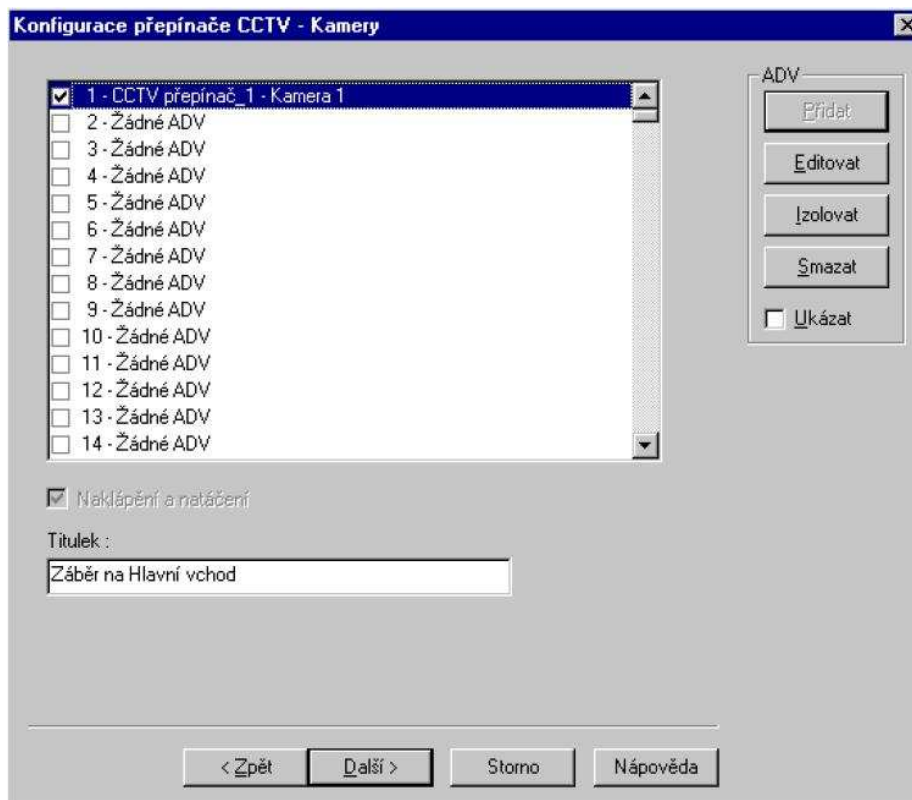 Konfigurace přepínače CCTV - Kamery
1 - CCTV přepínač_1 - Kamera 1
2 - Žádné ADV
3 - Žádné ADV
4 - Žádné ADV
5 - Žádné ADV
6 - Žádné ADV
7 - Žádné ADV
8 - Žádné ADV
9 - Žádné ADV
10 - Žádné ADV
11 - Žádné ADV
12 - Žádné ADV
13 - Žádné ADV
14 - Žádné ADV
ADV
Přidat
Editovat
Izolovat
Smazat
Ukázat
Naklápění a natáčení
Titulek :
Záběr na Hlavní vchod
< Zpět
Další >
Storno
Nápověda